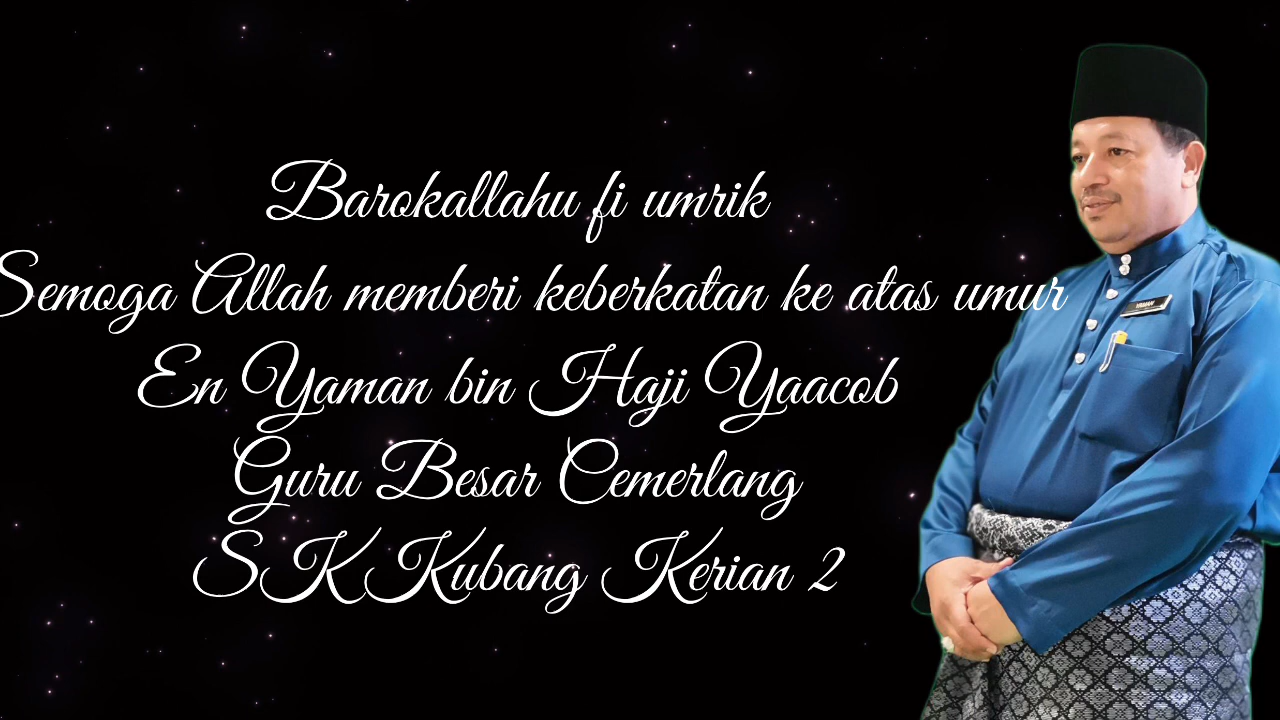 Barokallahu fi umrik
Semoga Allah memberi keberkatan ke atas umur
En Yaman bin Haji Yaacob
Guru Besar Cemerlang
SK Kubang Kerian 2
YAMAN